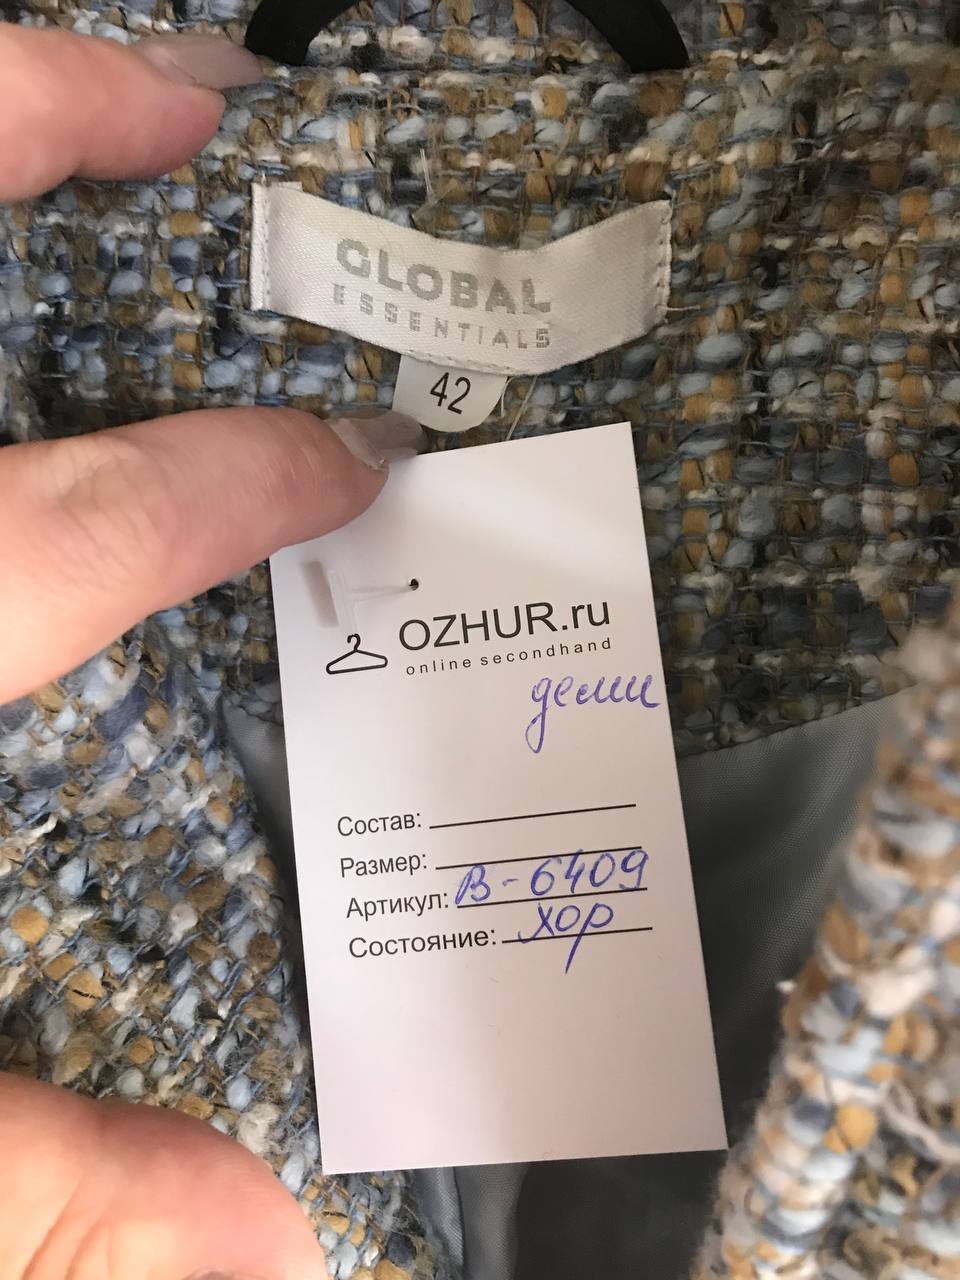 GLOBAL
ESSENTIALS
42
OZHUR.ru
online secondhand
деми
Состав:
Размер:
Артикул: В-6409
Состояние: хор